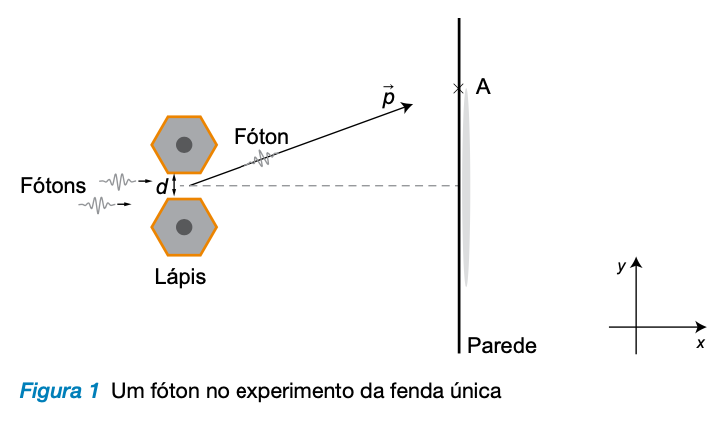 p
A
Fóton
Fótons
d
Lápis
y
x
Parede
Figura 1 Um fóton no experimento da fenda única